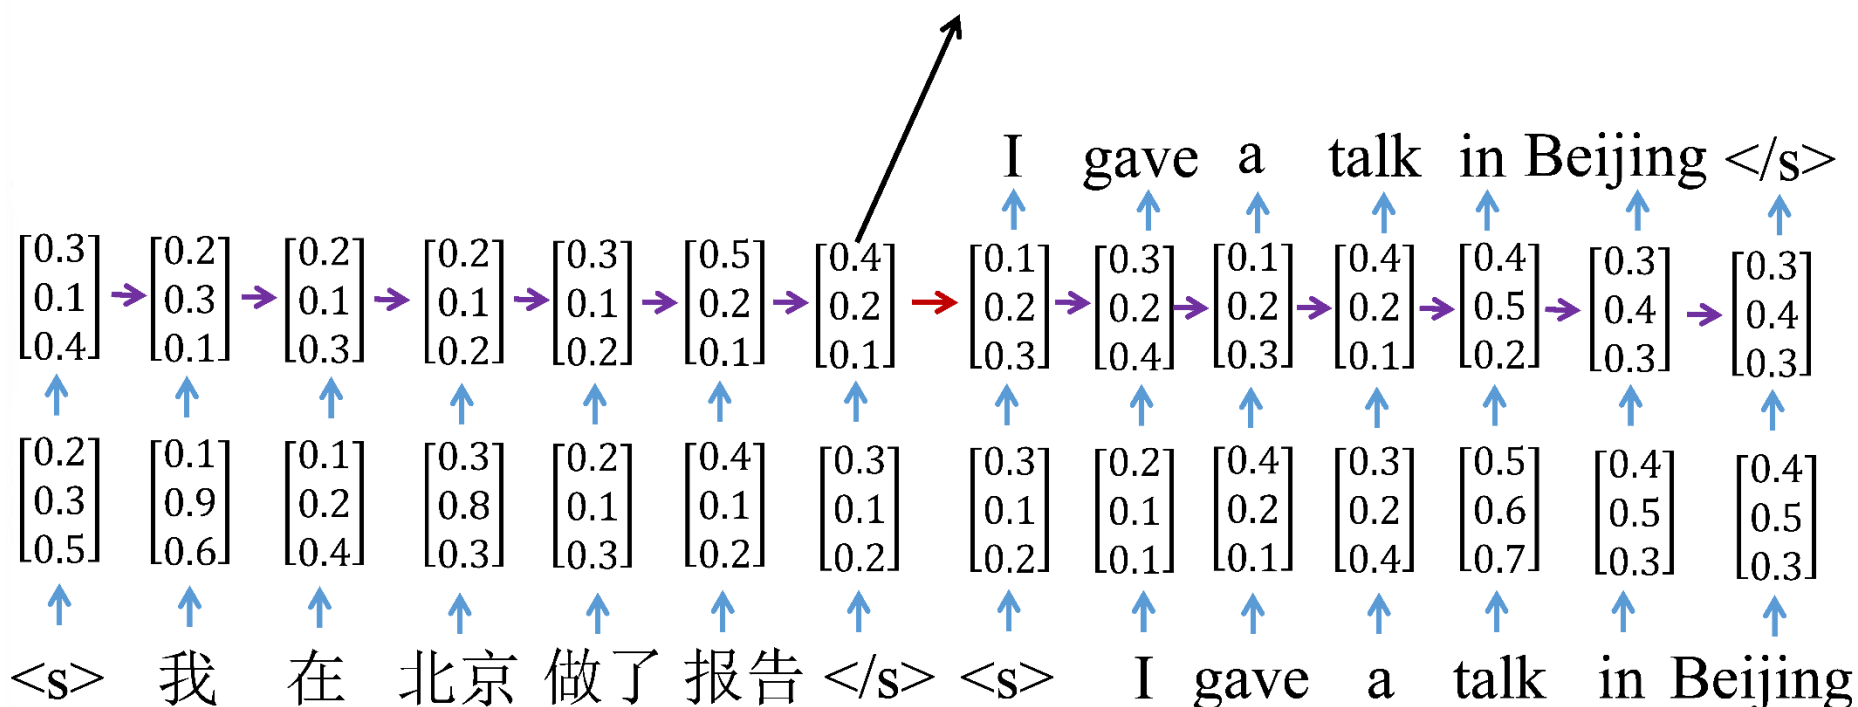 I gave a talk in Beijing </s>
[0.3 [0.2 [0.2 [0.2 [0.3 [0.5 [0.4 [0.1 [0.3 [0.1 [0.4 [0.4 [0.3 [0.3
0.1 0.3 0.1 0.1 0.1 0.2 0.2 0.2 0.2 0.2 0.2 0.5 0.4 0.4
0.4] 0.1] 0.3] 0.2] 0.2] 0.1] 0.1] 0.3] 0.4] 0.3] 0.1] 0.2] 0.3] 0.3]
[0.2 [0.1 [0.1 [0.3 [0.2 [0.4 [0.3 [0.3 [0.2 [0.4 [0.3 [0.5 [0.4 [0.4
0.3 0.9 0.2 0.8 0.1 0.1 0.1 0.1 0.1 0.2 0.2 0.6 0.5 0.5
0.5] 0.6] 0.4] 0.3] 0.3] 0.2] 0.2] 0.2] 0.1] 0.1] 0.4] 0.7] 0.3] 0.3]
<s> 我 在 北京 做了 报告 </s> <s> I gave a talk in Beijing